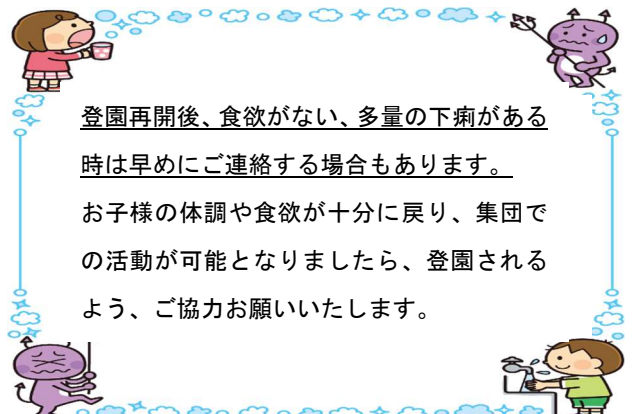 登園再開後、食欲がない、多量の下痢がある
時は早めにご連絡する場合もあります。
お子様の体調や食欲が十分に戻り、集団で
の活動が可能となりましたら、登園される
よう、ご協力お願いいたします。